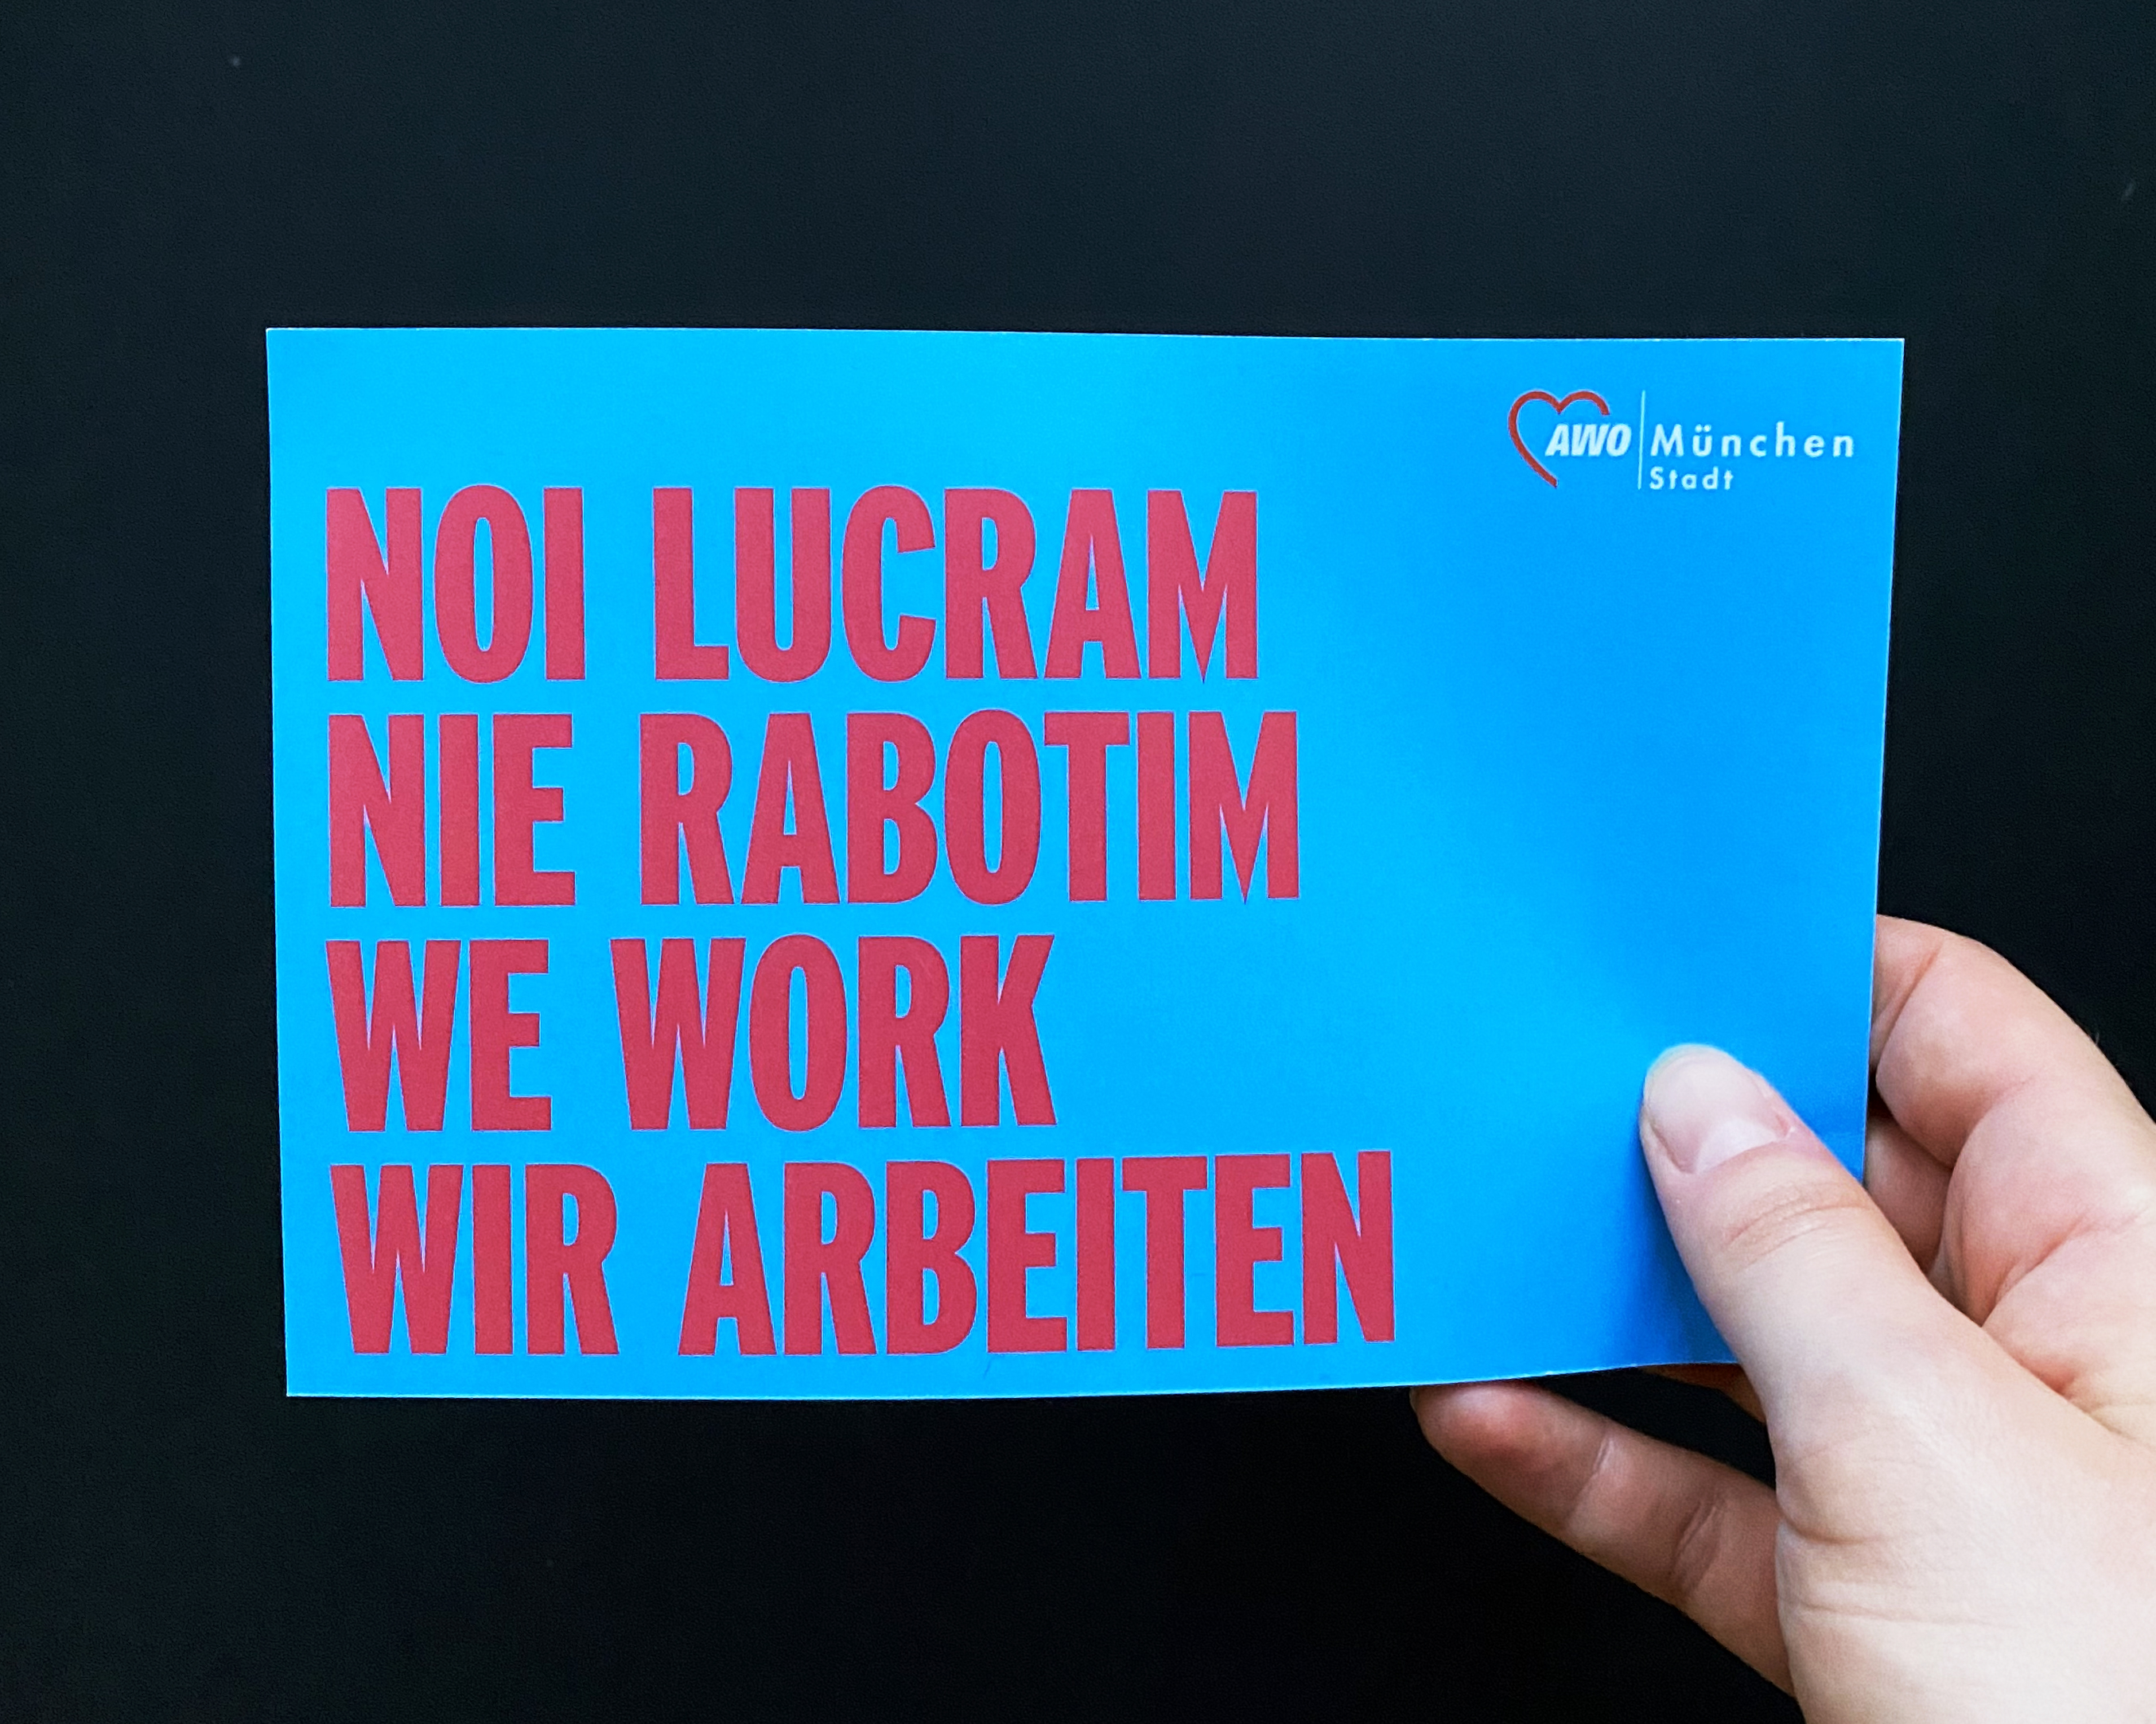 AWO München
Stadt
NOI LUCRAM
NIE RABOTIM
WE WORK
WIR ARBEITEN